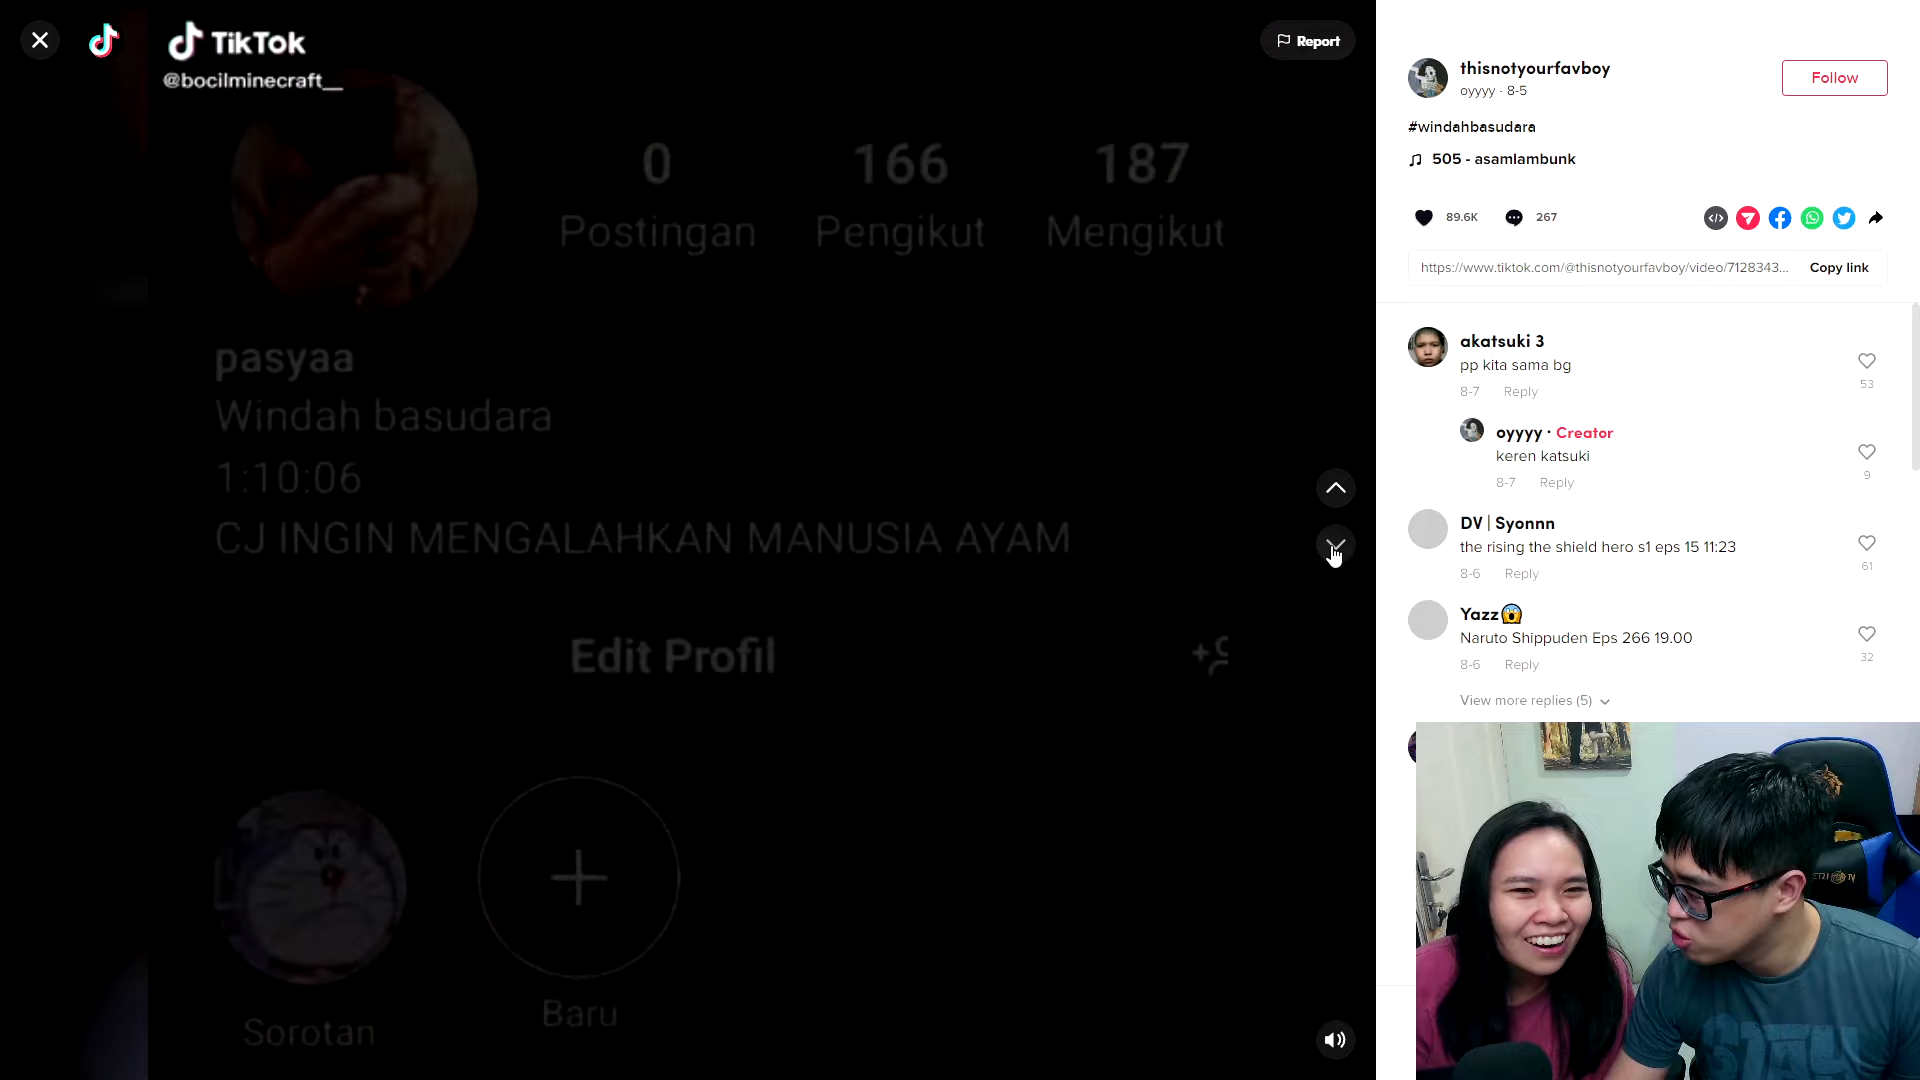 TikTok
@bocilminecraft__
Report
0
166
187
Postingan
Pengikut
Mengikut
pasyaa
Windah basudara
1:10:06
CJ INGIN MENGALAHKAN MANUSIA AYAM
Edit Profil
Sorotan
Baru
thisnotyourfavboy
oyyyy · 8-5
Follow
#windahbasudara
505 - asamlambunk
89.6K
267
https://www.tiktok.com/@thisnotyourfavboy/video/7128343...
Copy link
akatsuki 3
pp kita sama bg
53
8-7
Reply
oyyyy · Creator
keren katsuki
9
8-7
Reply
DV | Syonnn
the rising the shield hero s1 eps 15 11:23
61
8-6
Reply
Yazz😱
Naruto Shippuden Eps 266 19.00
32
8-6
Reply
View more replies (5)